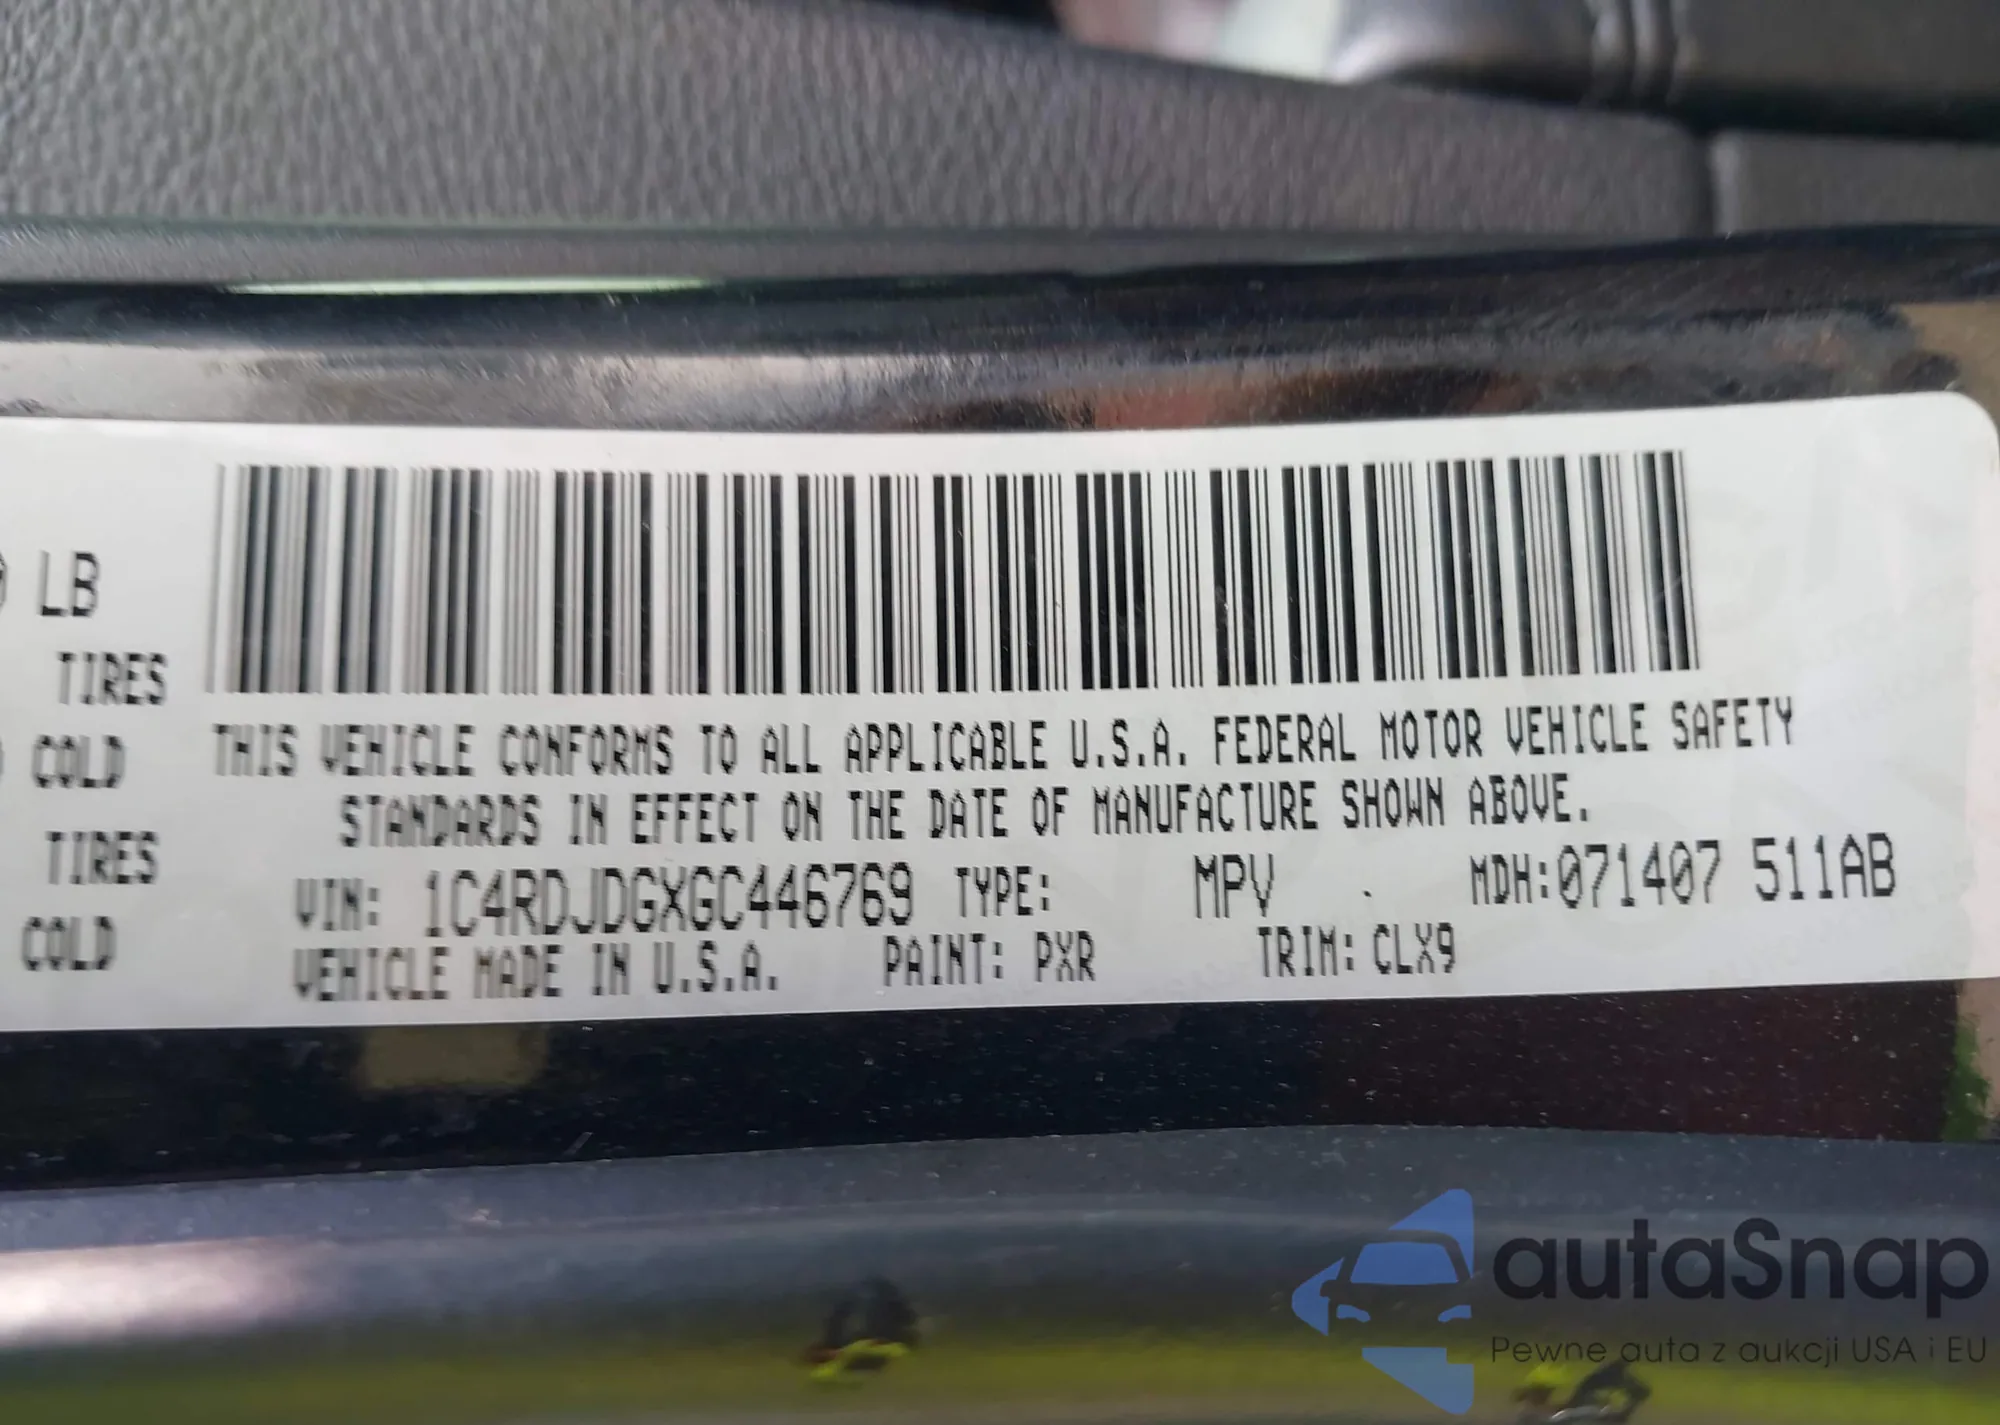 LB
TIRES
COLD
TIRES
COLD
THIS VEHICLE CONFORMS TO ALL APPLICABLE U.S.A. FEDERAL MOTOR VEHICLE SAFETY
STANDARDS IN EFFECT ON THE DATE OF MANUFACTURE SHOWN ABOVE.
VIN: 1C4RDJDGXGC446769 TYPE: MPV MDH:071407 511AB
VEHICLE MADE IN U.S.A. PAINT: PXR TRIM: CLX9
autaSnap
Pewne auta z aukcji USA i EU